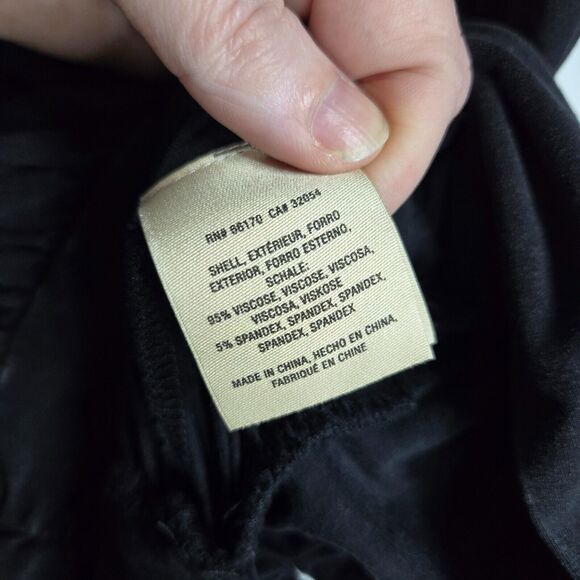 RN# 66170 CA# 32054
SHELL, EXTÉRIEUR, FORRO
EXTERIOR, FORRO ESTERNO,
SCHALE:
95% VISCOSE, VISCOSE, VISCOSA,
VISCOSA, VISKOSE
5% SPANDEX, SPANDEX, SPANDEX,
SPANDEX, SPANDEX
MADE IN CHINA, HECHO EN CHINA,
FABRIQUÉ EN CHINE